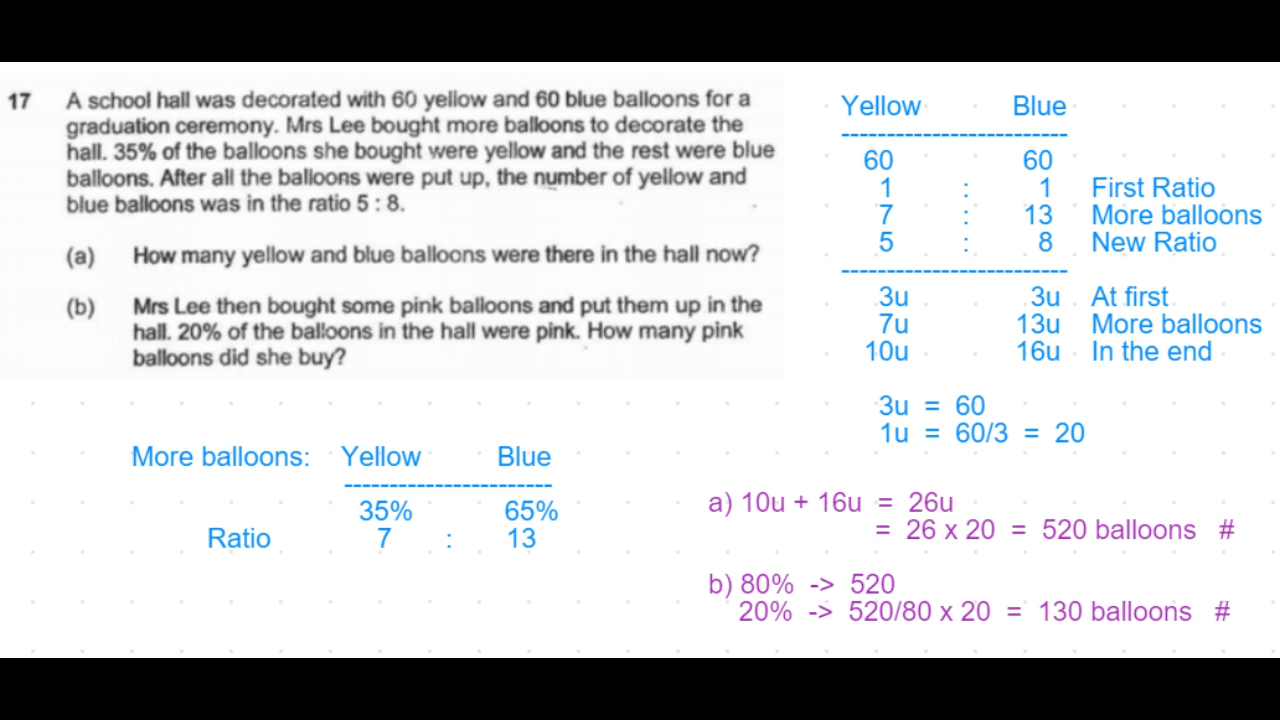 17 A school hall was decorated with 60 yellow and 60 blue balloons for a
graduation ceremony. Mrs Lee bought more balloons to decorate the
hall. 35% of the balloons she bought were yellow and the rest were blue
balloons. After all the balloons were put up, the number of yellow and
blue balloons was in the ratio 5 : 8.
(a) How many yellow and blue balloons were there in the hall now?
(b) Mrs Lee then bought some pink balloons and put them up in the
hall. 20% of the balloons in the hall were pink. How many pink
balloons did she buy?
More balloons: Yellow Blue
-----------------------
35% 65%
Ratio 7 : 13
Yellow Blue
-------------------------
60 60
1 : 1 First Ratio
7 : 13 More balloons
5 : 8 New Ratio
-------------------------
3u 3u At first
7u 13u More balloons
10u 16u In the end
3u = 60
1u = 60/3 = 20
a) 10u + 16u = 26u
= 26 x 20 = 520 balloons #
b) 80% -> 520
20% -> 520/80 x 20 = 130 balloons #